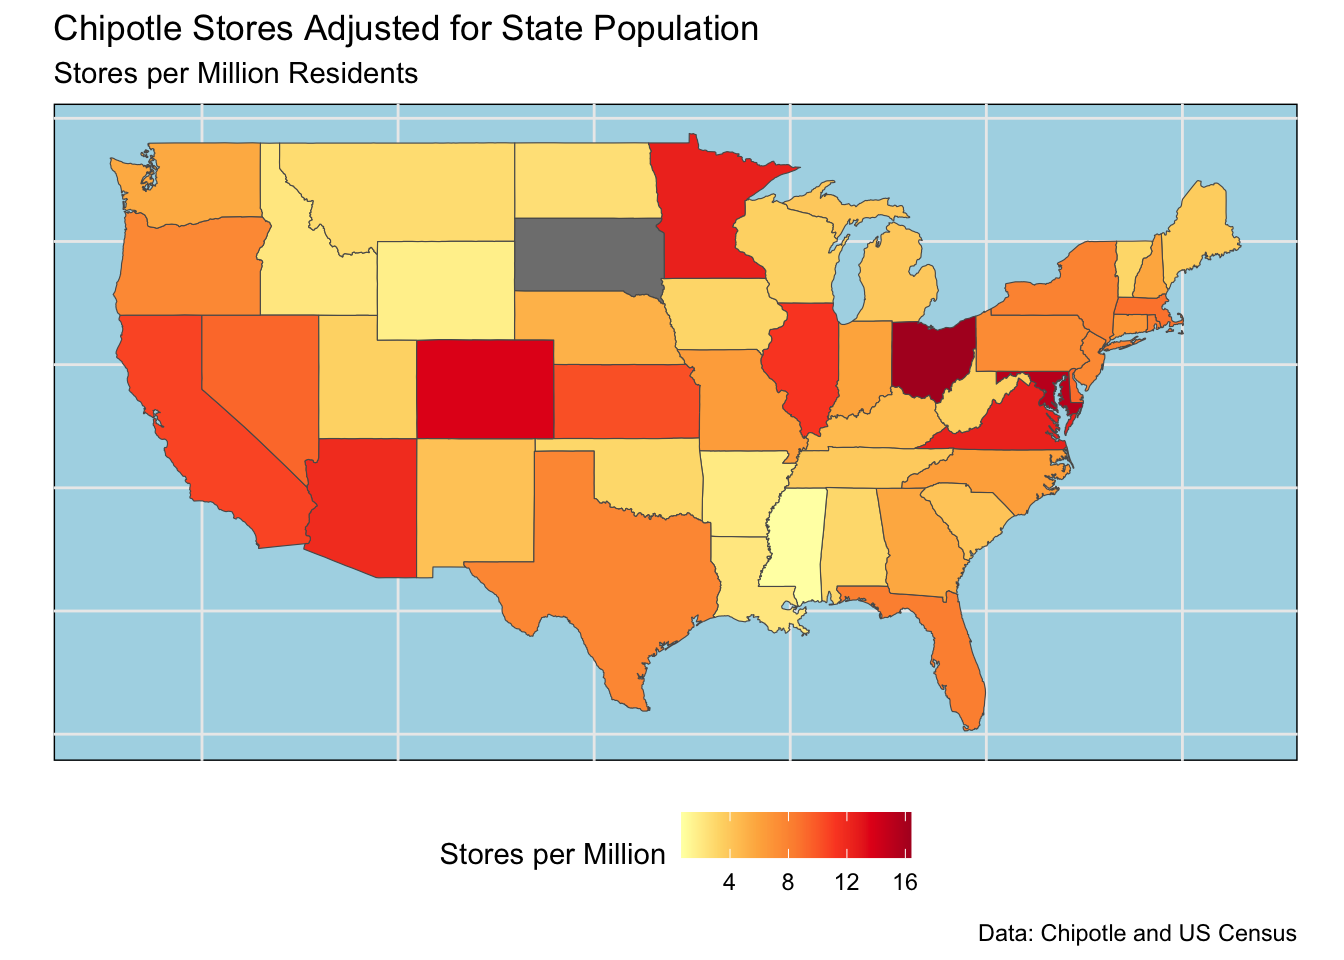 Chipotle Stores Adjusted for State Population
Stores per Million Residents
Stores per Million
4 8 12 16
Data: Chipotle and US Census